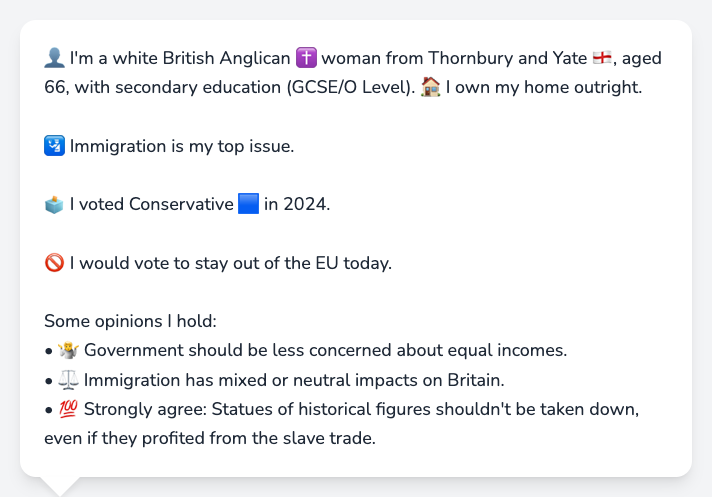 👤 I'm a white British Anglican ✝️ woman from Thornbury and Yate 🏴󠁧󠁢󠁥󠁮󠁧󠁿, aged
66, with secondary education (GCSE/O Level). 🏠 I own my home outright.
🛂 Immigration is my top issue.
🗳️ I voted Conservative 🟦 in 2024.
🚫 I would vote to stay out of the EU today.
Some opinions I hold:
• 🤷 Government should be less concerned about equal incomes.
• ⚖️ Immigration has mixed or neutral impacts on Britain.
• 💯 Strongly agree: Statues of historical figures shouldn't be taken down,
even if they profited from the slave trade.